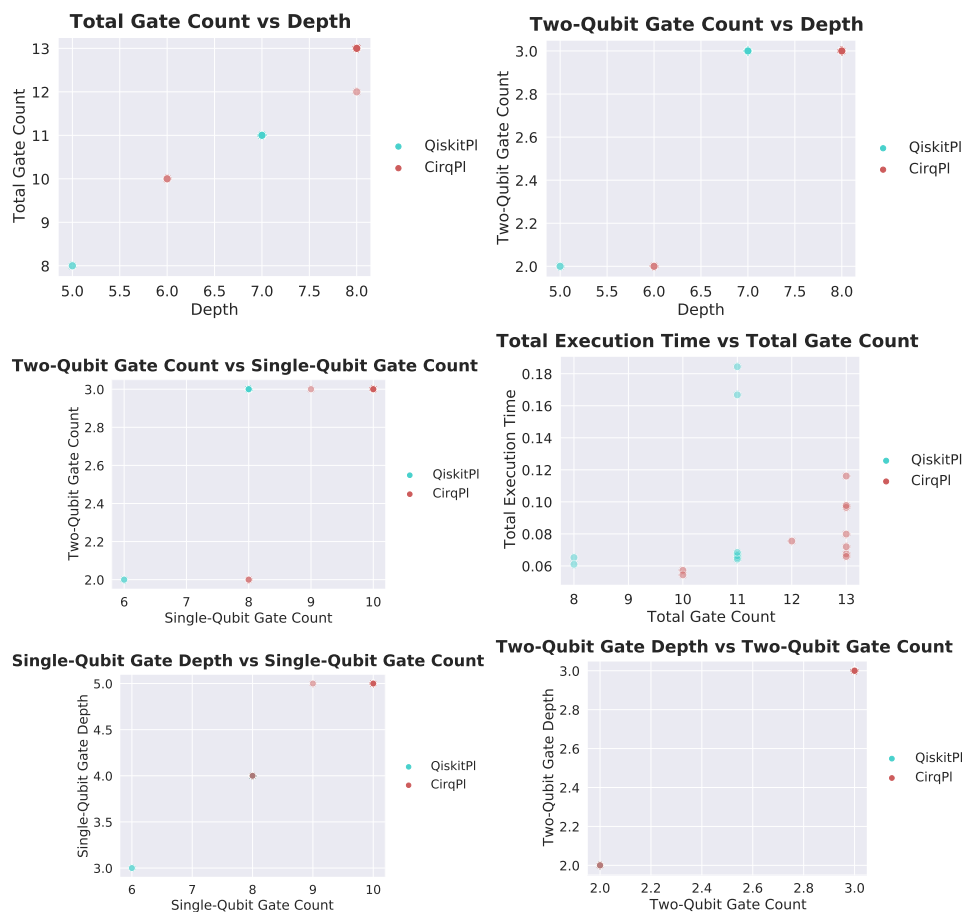 Total Gate Count vs Depth
Total Gate Count
13
12
11
10
9
8
5.0 5.5 6.0 6.5 7.0 7.5 8.0
Depth
QiskitPl
CirqPl
Two-Qubit Gate Count vs Depth
Two-Qubit Gate Count
3.0
2.8
2.6
2.4
2.2
2.0
5.0 5.5 6.0 6.5 7.0 7.5 8.0
Depth
QiskitPl
CirqPl
Two-Qubit Gate Count vs Single-Qubit Gate Count
Two-Qubit Gate Count
3.0
2.8
2.6
2.4
2.2
2.0
6 7 8 9 10
Single-Qubit Gate Count
QiskitPl
CirqPl
Total Execution Time vs Total Gate Count
Total Execution Time
0.18
0.16
0.14
0.12
0.10
0.08
0.06
8 9 10 11 12 13
Total Gate Count
QiskitPl
CirqPl
Single-Qubit Gate Depth vs Single-Qubit Gate Count
Single-Qubit Gate Depth
5.0
4.5
4.0
3.5
3.0
6 7 8 9 10
Single-Qubit Gate Count
QiskitPl
CirqPl
Two-Qubit Gate Depth vs Two-Qubit Gate Count
Two-Qubit Gate Depth
3.0
2.8
2.6
2.4
2.2
2.0
2.0 2.2 2.4 2.6 2.8 3.0
Two-Qubit Gate Count
QiskitPl
CirqPl